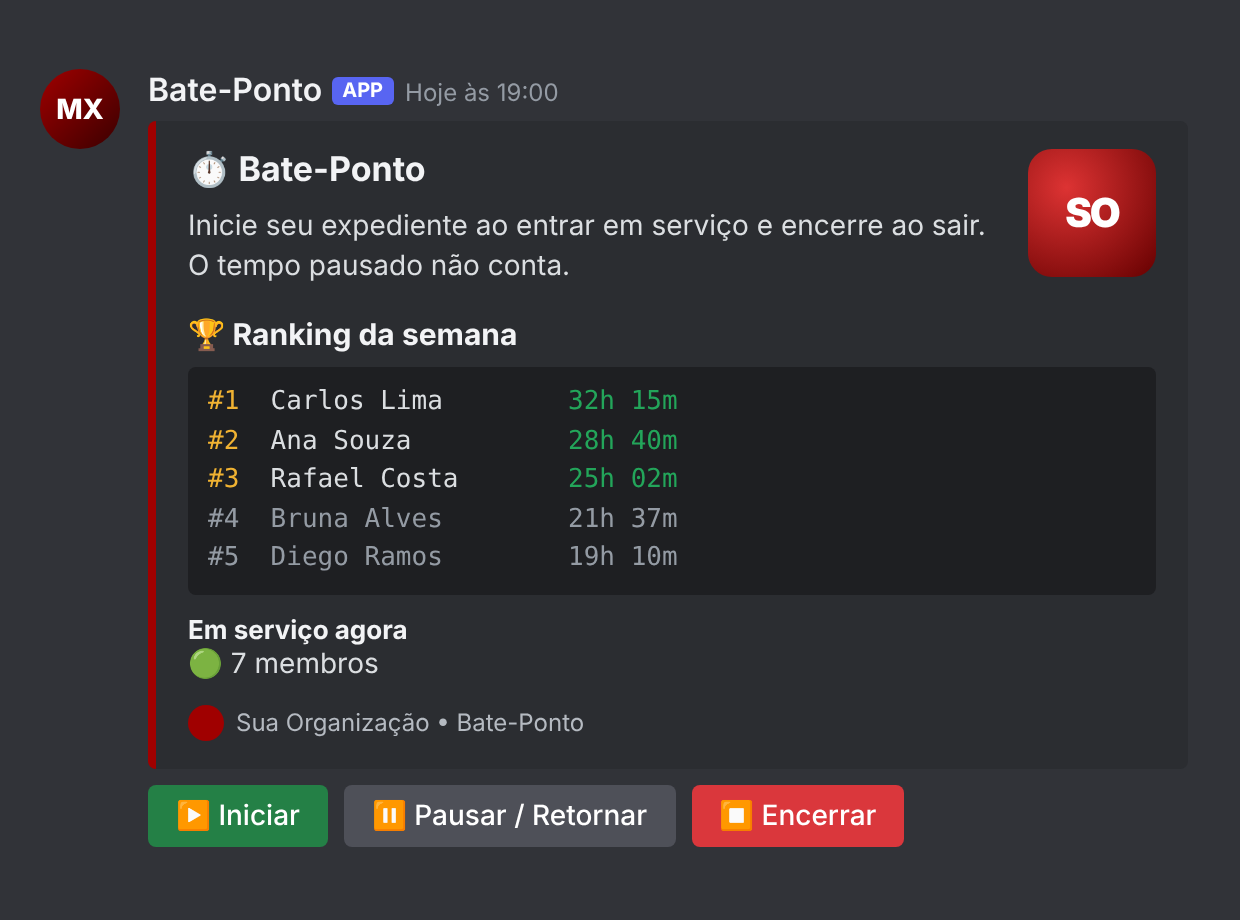 MX
Bate-Ponto APP Hoje às 19:00
⏱️ Bate-Ponto
SO
Inicie seu expediente ao entrar em serviço e encerre ao sair.
O tempo pausado não conta.
🏆 Ranking da semana
#1 Carlos Lima 32h 15m
#2 Ana Souza 28h 40m
#3 Rafael Costa 25h 02m
#4 Bruna Alves 21h 37m
#5 Diego Ramos 19h 10m
Em serviço agora
🟢 7 membros
Sua Organização • Bate-Ponto
▶️ Iniciar ⏸️ Pausar / Retornar ⏹️ Encerrar